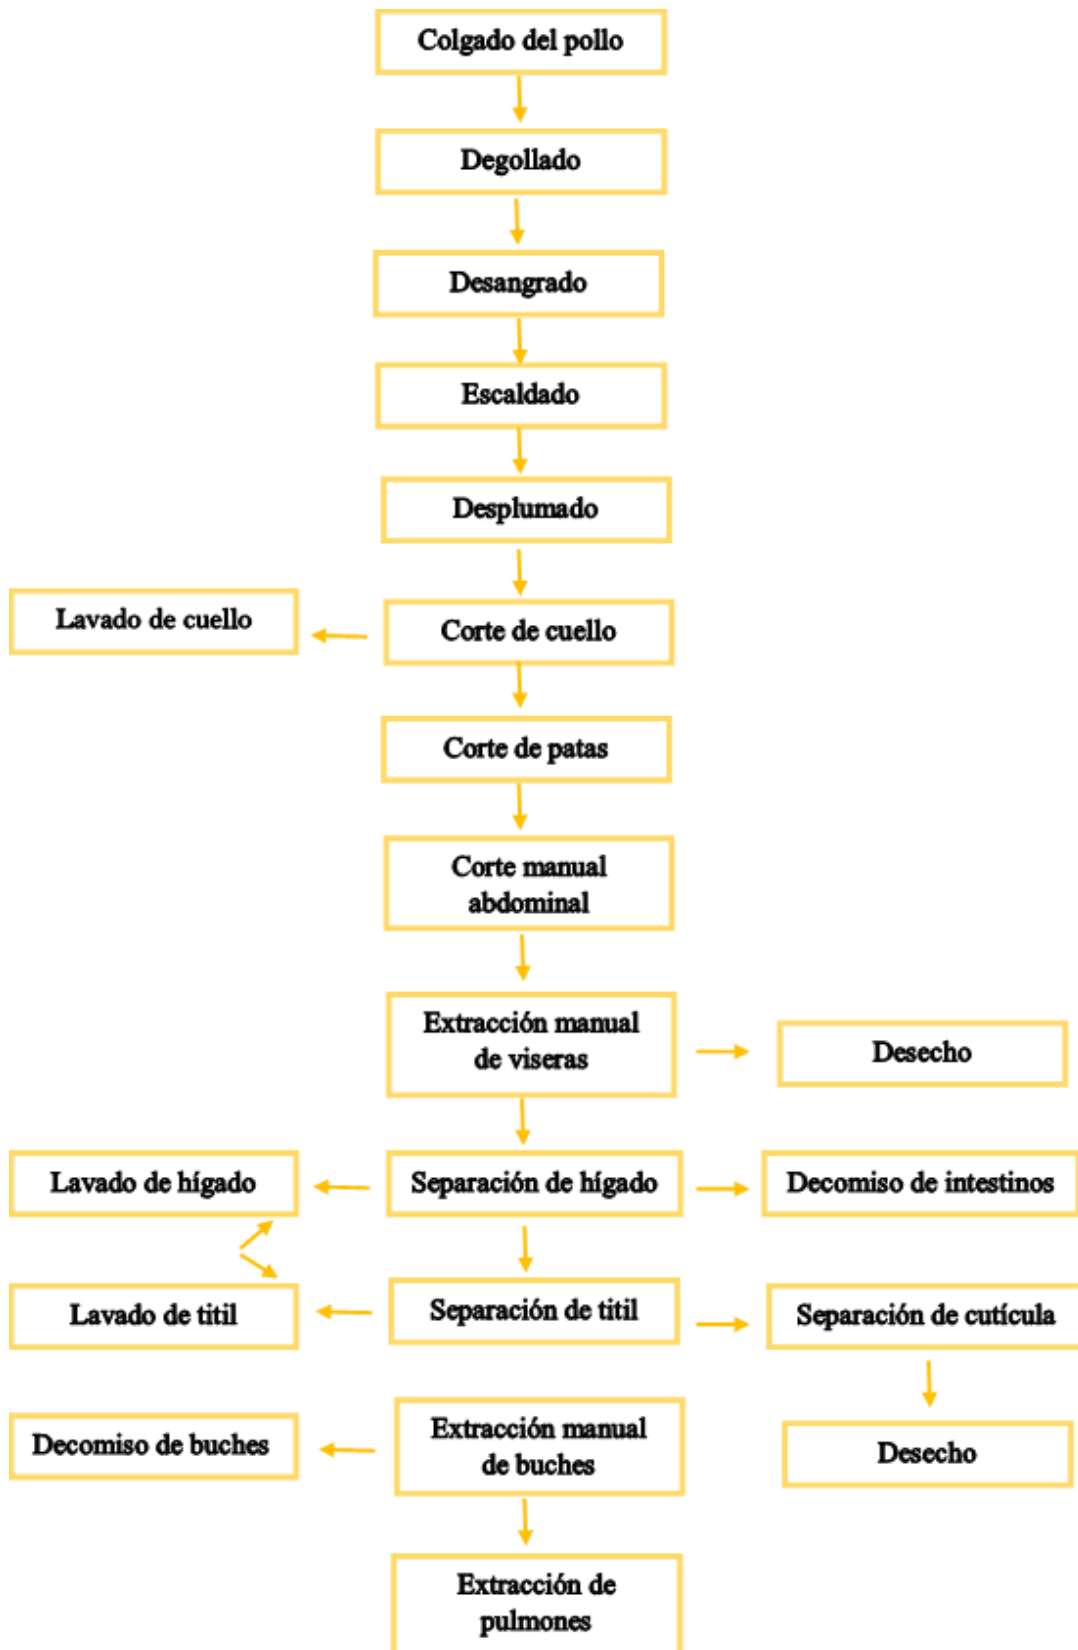 Colgado del pollo
Degollado
Desangrado
Escaldado
Desplumado
Lavado de cuello
Corte de cuello
Corte de patas
Corte manual
abdominal
Extracción manual
de viseras
Desecho
Lavado de hígado
Separación de hígado
Decomiso de intestinos
Lavado de titil
Separación de titil
Separación de cutícula
Decomiso de buches
Extracción manual
de buches
Desecho
Extracción de
pulmones